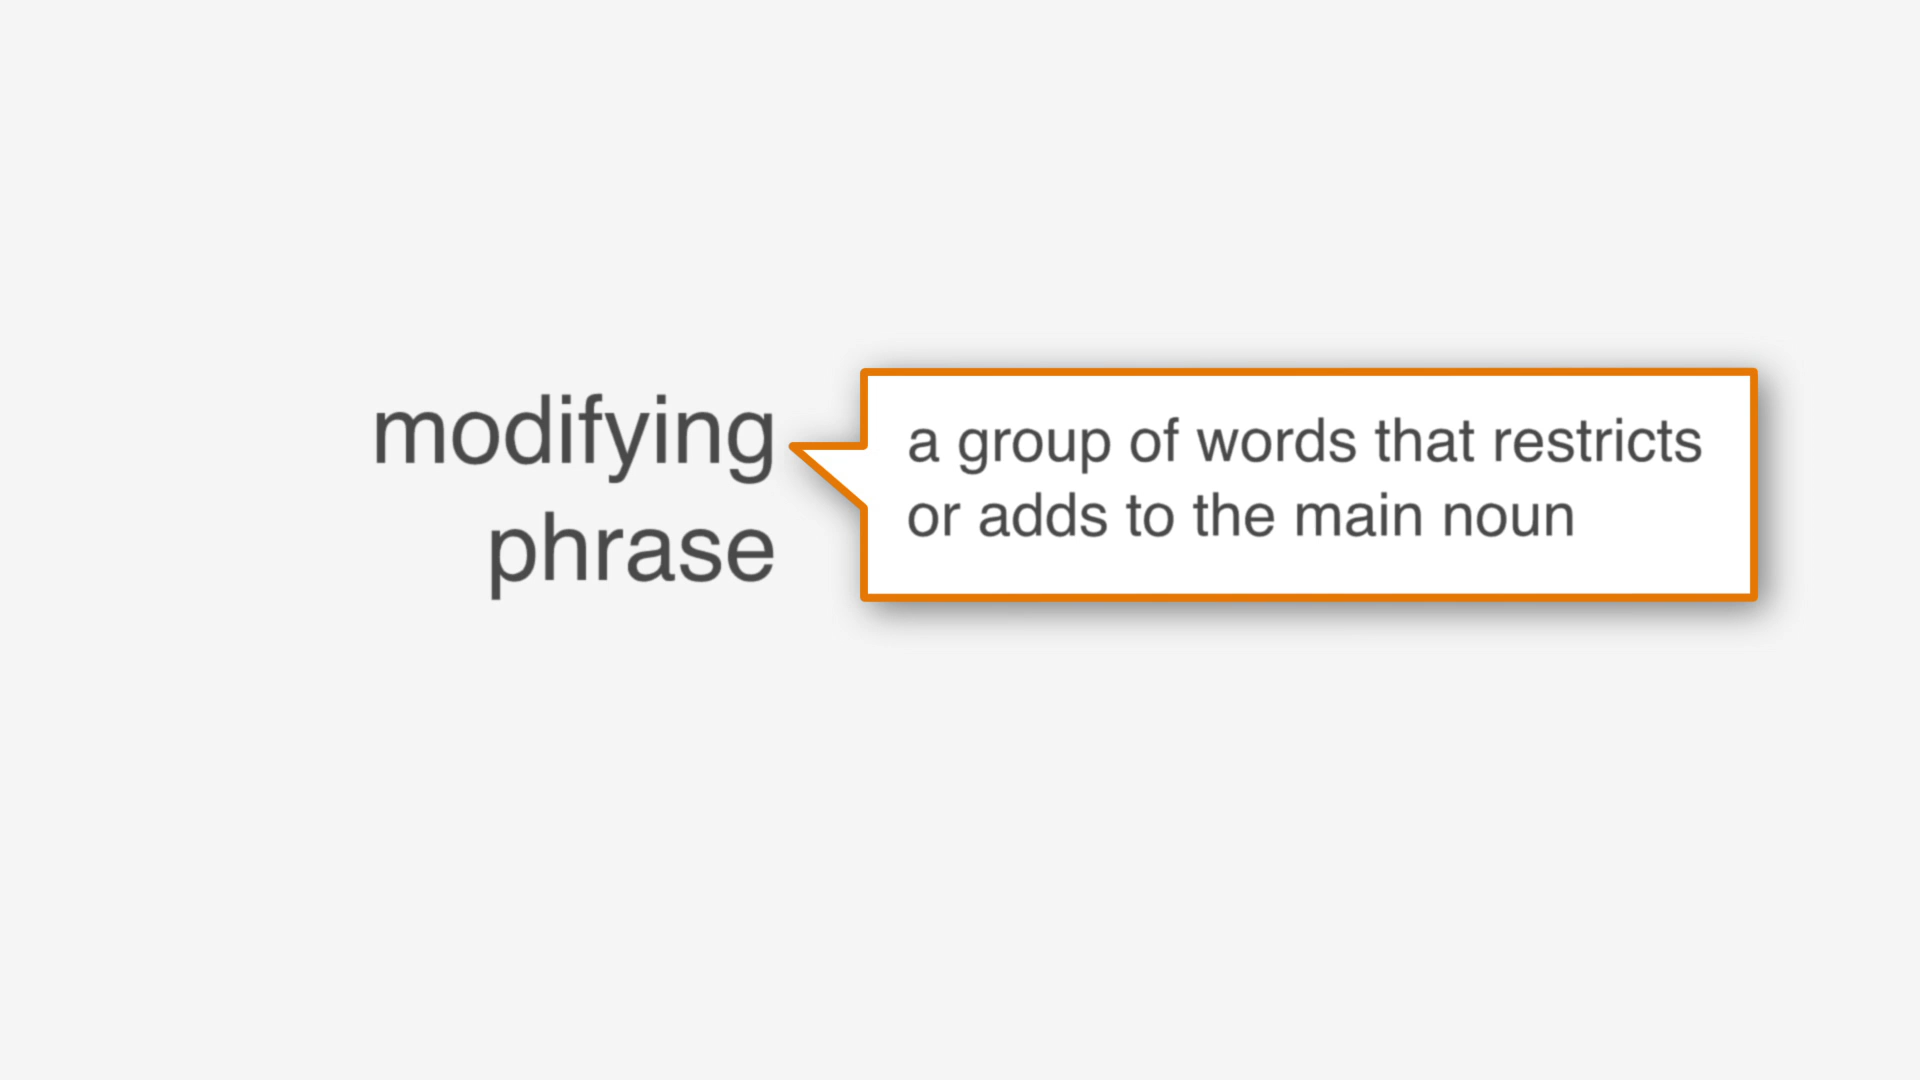 modifying
phrase
a group of words that restricts
or adds to the main noun